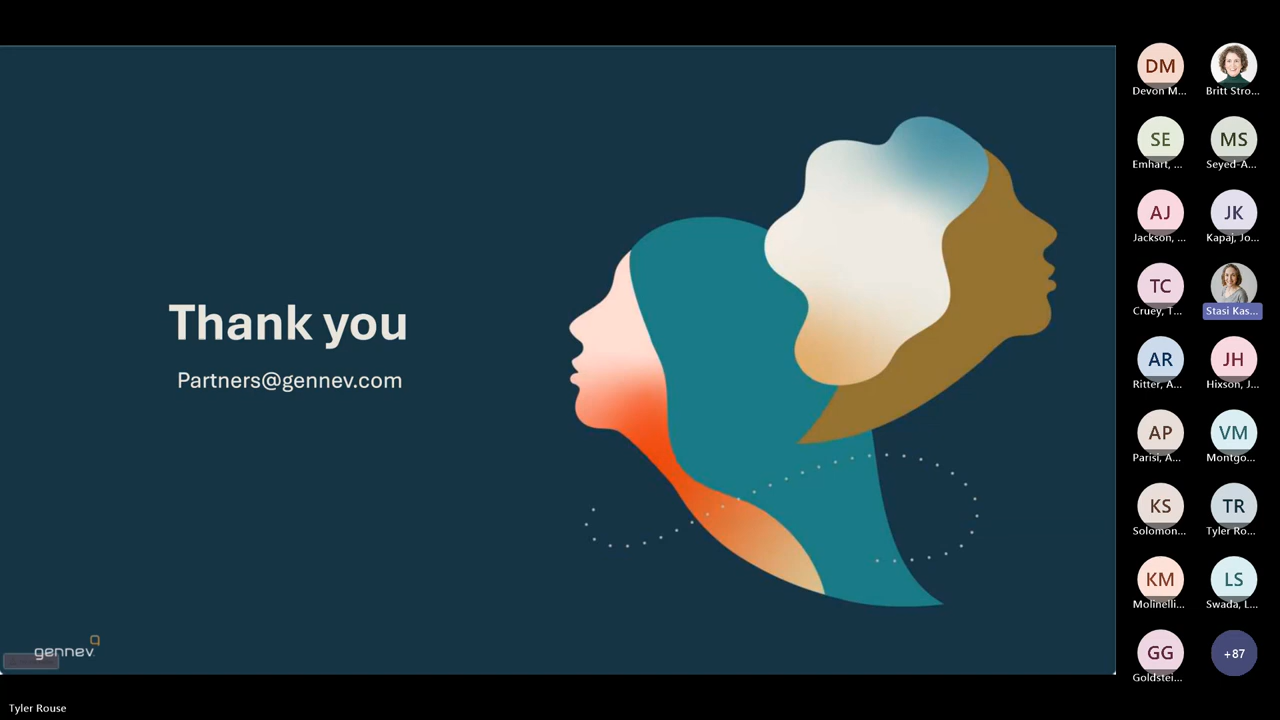 Thank you
Partners@gennev.com
gennev
Tyler Rouse
DM
Devon M...
Britt Stro...
SE
Emhart, ...
MS
Seyed-A...
AJ
Jackson, ...
JK
Kapaj, Jo...
TC
Cruey, T...
Stasi Kas...
AR
Ritter, A...
JH
Hixson, J...
AP
Parisi, A...
VM
Montgo...
KS
Solomon...
TR
Tyler Ro...
KM
Molinelli...
LS
Swada, L...
GG
Goldstei...
+87